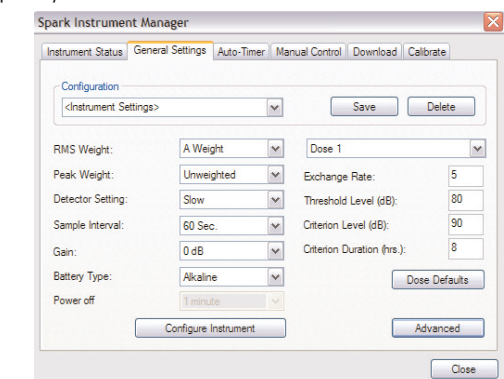 Spark Instrument Manager
Instrument Status General Settings Auto-Timer Manual Control Download Calibrate
Configuration
<Instrument Settings> Save Delete
RMS Weight: A Weight Dose 1
Peak Weight: Unweighted Exchange Rate: 5
Detector Setting: Slow Threshold Level (dB): 80
Sample Interval: 60 Sec. Criterion Level (dB): 90
Gain: 0 dB Criterion Duration (hrs.): 8
Battery Type: Alkaline Dose Defaults
Power off 1 minute
Configure Instrument Advanced
Close